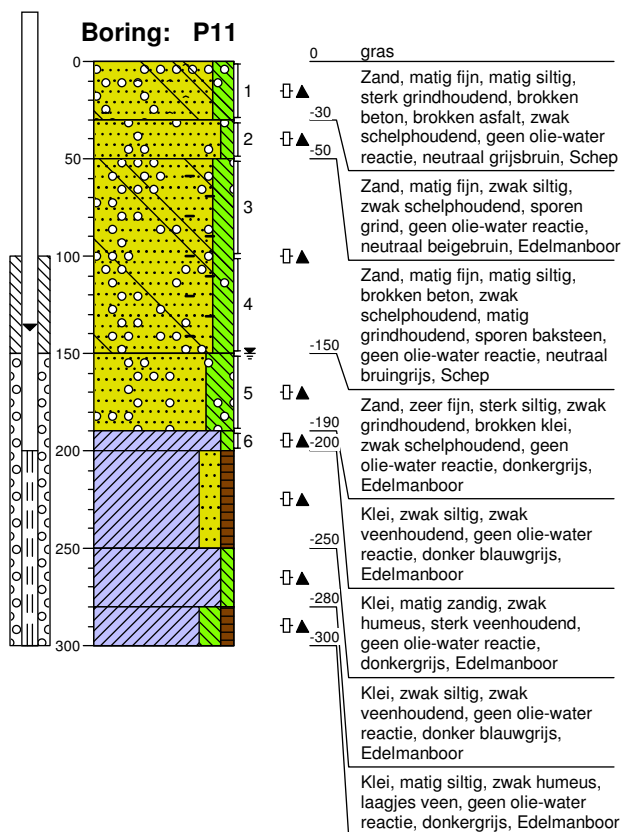 Boring: P11
0
50
100
150
200
250
300
1
2
3
4
5
6
0
gras
Zand, matig fijn, matig siltig,
sterk grindhoudend, brokken
beton, brokken asfalt, zwak
schelphoudend, geen olie-water
reactie, neutraal grijsbruin, Schep
-30
Zand, matig fijn, zwak siltig,
zwak schelphoudend, sporen
grind, geen olie-water reactie,
neutraal beigebruin, Edelmanboor
-50
Zand, matig fijn, matig siltig,
brokken beton, zwak
schelphoudend, matig
grindhoudend, sporen baksteen,
geen olie-water reactie, neutraal
bruingrijs, Schep
-150
Zand, zeer fijn, sterk siltig, zwak
grindhoudend, brokken klei,
zwak schelphoudend, geen
olie-water reactie, donkergrijs,
Edelmanboor
-190
Klei, zwak siltig, zwak
veenhoudend, geen olie-water
reactie, donker blauwgrijs,
Edelmanboor
-200
Klei, matig zandig, zwak
humeus, sterk veenhoudend,
geen olie-water reactie,
donkergrijs, Edelmanboor
-250
Klei, zwak siltig, zwak
veenhoudend, geen olie-water
reactie, donker blauwgrijs,
Edelmanboor
-280
Klei, matig siltig, zwak humeus,
laagjes veen, geen olie-water
reactie, donkergrijs, Edelmanboor
-300